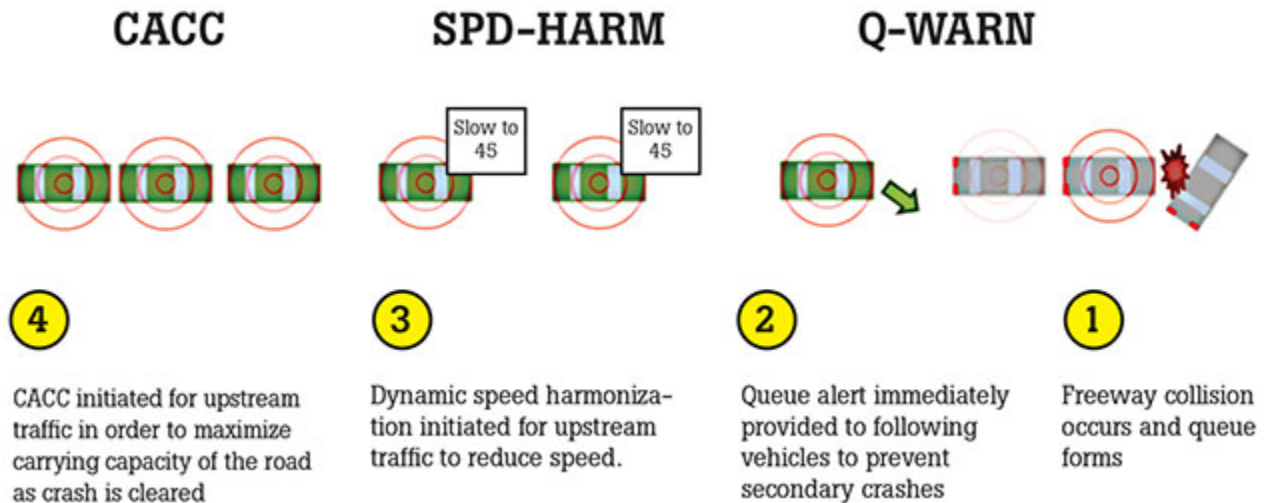 CACC
SPD-HARM
Q-WARN
Slow to
45
Slow to
45
4
CACC initiated for upstream
traffic in order to maximize
carrying capacity of the road
as crash is cleared
3
Dynamic speed harmoniza-
tion initiated for upstream
traffic to reduce speed.
2
Queue alert immediately
provided to following
vehicles to prevent
secondary crashes
1
Freeway collision
occurs and queue
forms